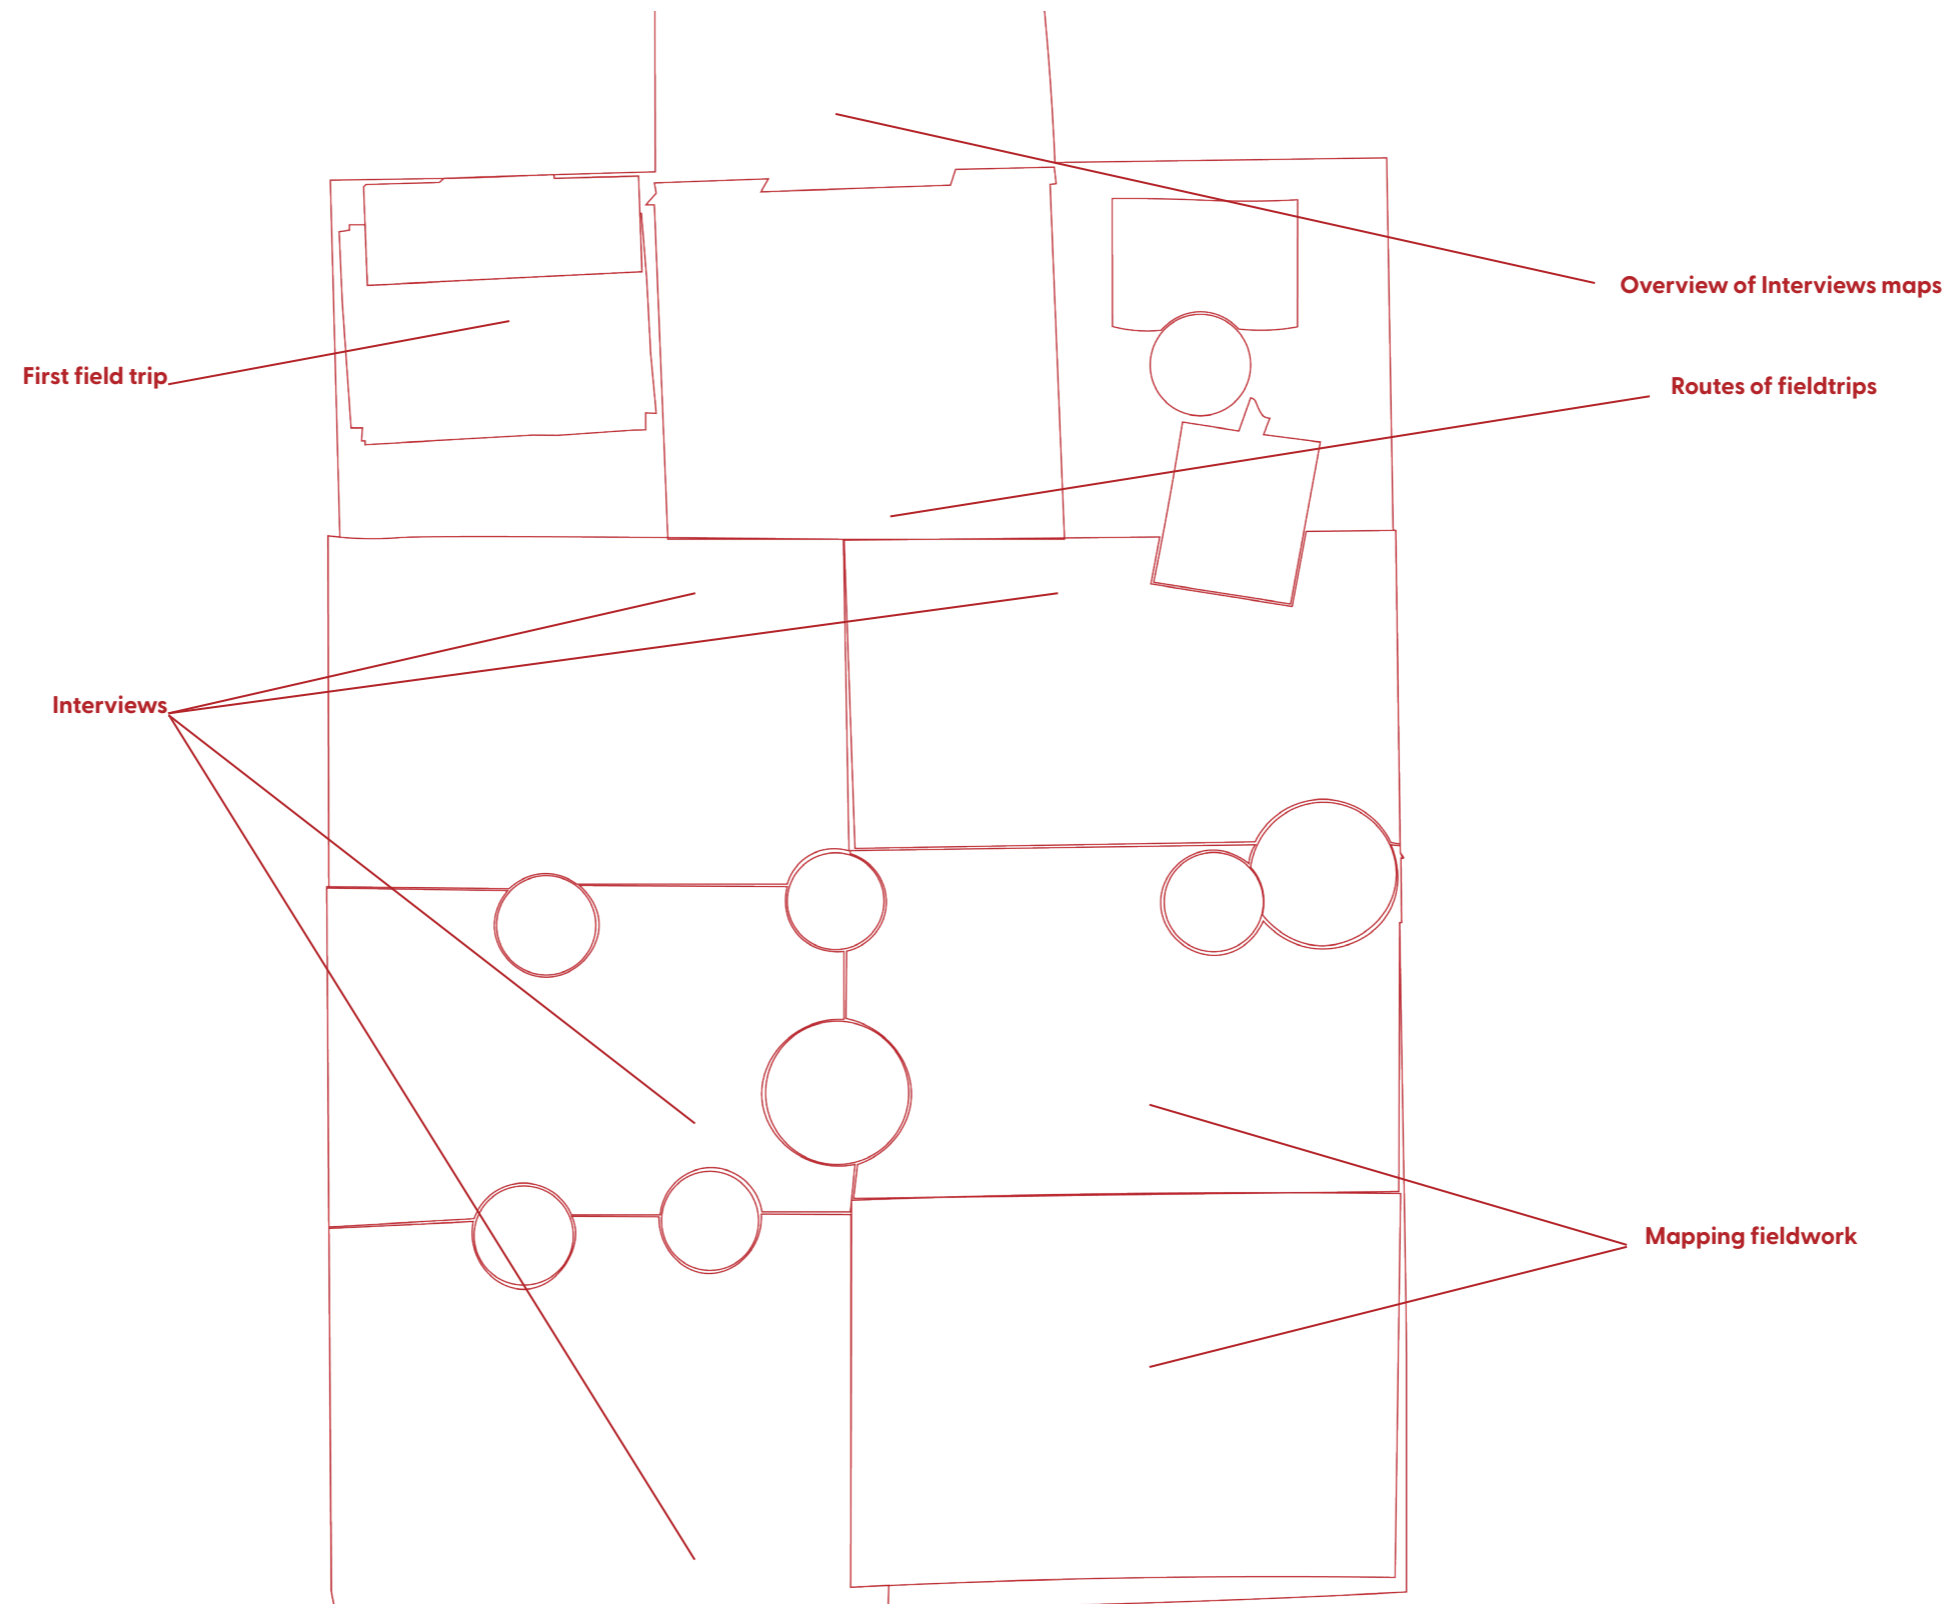 Overview of Interviews maps
First field trip
Routes of fieldtrips
Interviews
Mapping fieldwork